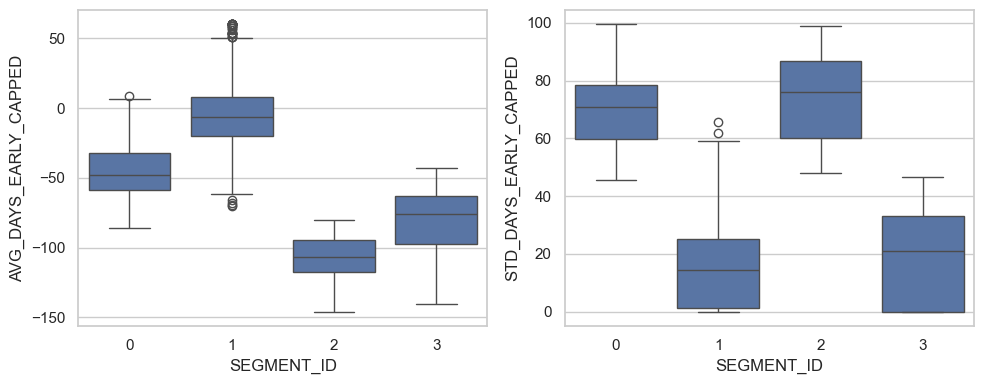 AVG_DAYS_EARLY_CAPPED
50
0
−50
−100
−150
0 1 2 3
SEGMENT_ID
STD_DAYS_EARLY_CAPPED
100
80
60
40
20
0
0 1 2 3
SEGMENT_ID